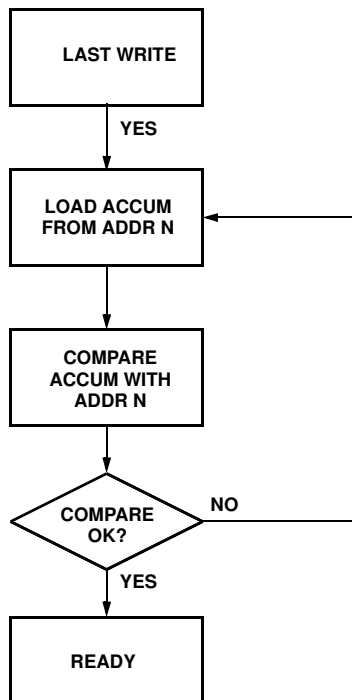 LAST WRITE
YES
LOAD ACCUM
FROM ADDR N
COMPARE
ACCUM WITH
ADDR N
COMPARE
OK?
NO
YES
READY